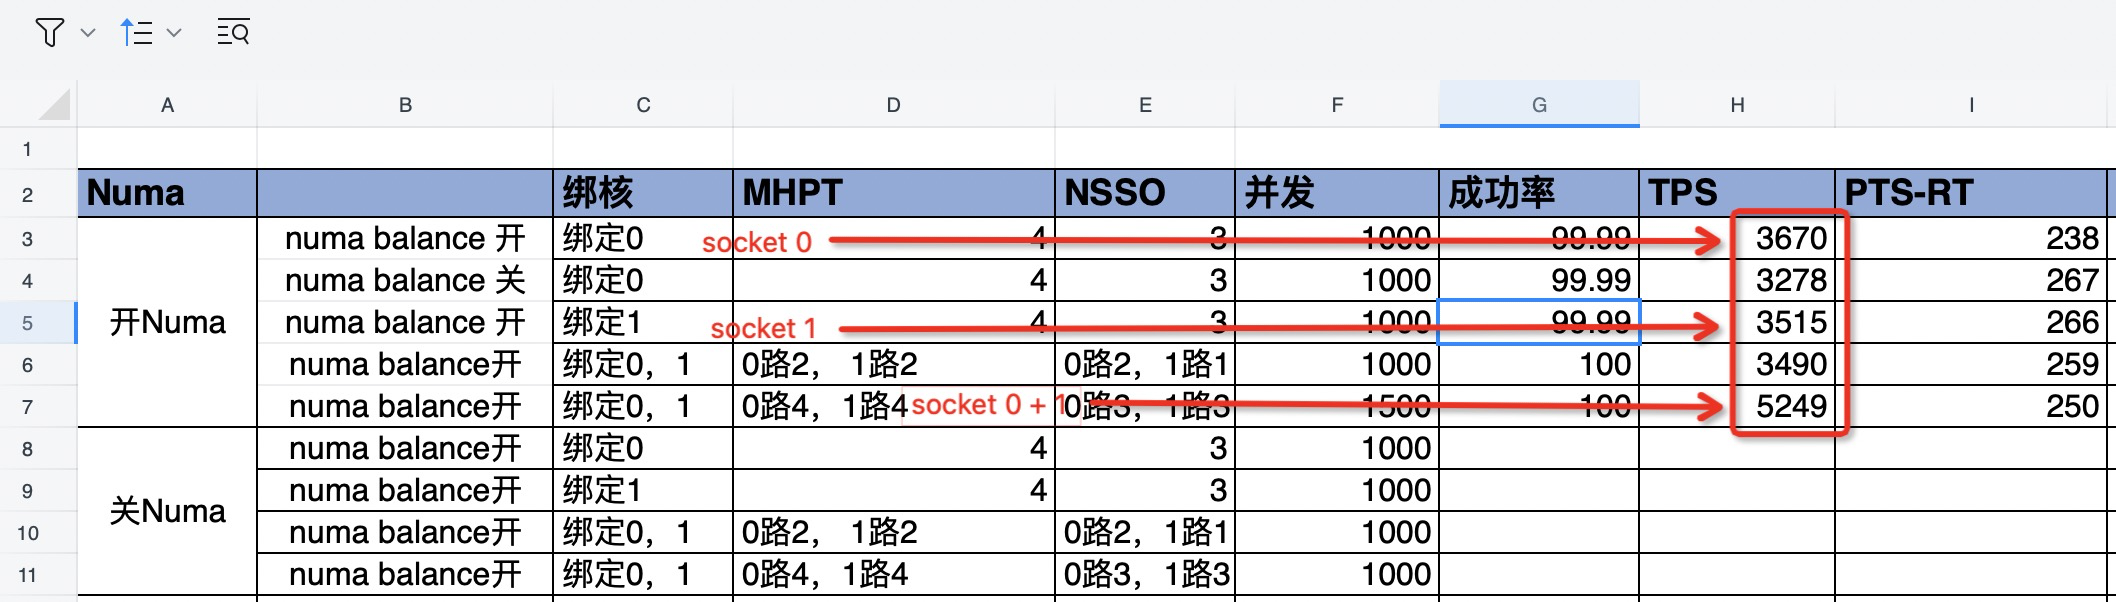 A B C D E F G H I
1
2 Numa 绑核 MHPT NSSO 并发 成功率 TPS PTS-RT
3 numa balance 开 绑定0 socket 0 4 3 1000 99.99 3670 238
4 numa balance 关 绑定0 4 3 1000 99.99 3278 267
5 开Numa numa balance 开 绑定1 socket 1 4 3 1000 99.99 3515 266
6 numa balance开 绑定0，1 0路2， 1路2 0路2，1路1 1000 100 3490 259
7 numa balance开 绑定0，1 0路4，1路4 socket 0 + 1 0路3，1路3 1500 100 5249 250
8 numa balance开 绑定0 4 3 1000
9 numa balance开 绑定1 4 3 1000
关Numa
10 numa balance开 绑定0，1 0路2， 1路2 0路2，1路1 1000
11 numa balance开 绑定0，1 0路4，1路4 0路3，1路3 1000